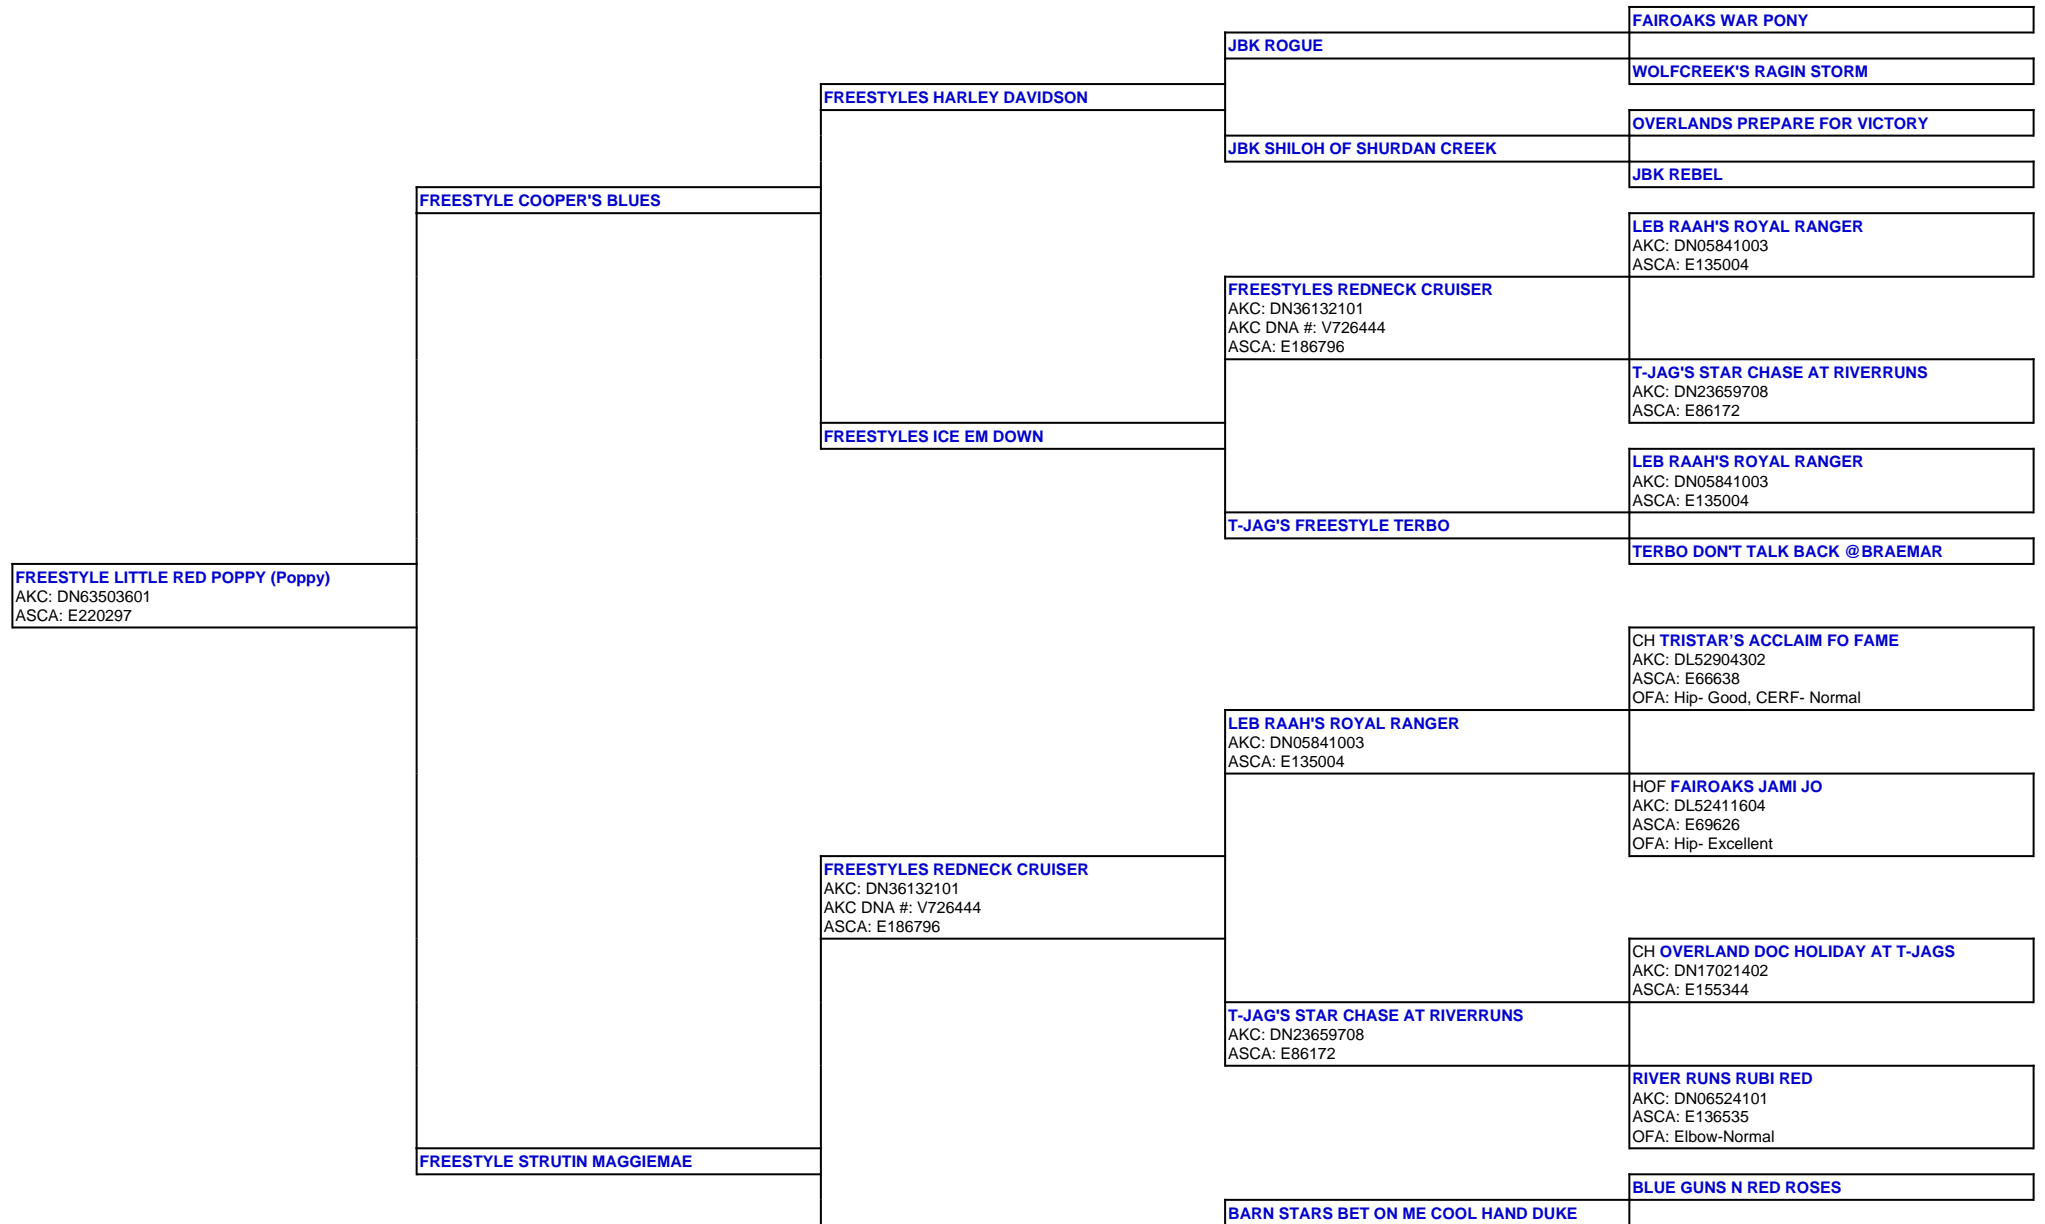 FAIROAKS WAR PONY
JBK ROGUE
WOLFCREEK'S RAGIN STORM
FREESTYLES HARLEY DAVIDSON
OVERLANDS PREPARE FOR VICTORY
JBK SHILOH OF SHURDAN CREEK
JBK REBEL
FREESTYLE COOPER'S BLUES
LEB RAAH'S ROYAL RANGER
AKC: DN05841003
ASCA: E135004
FREESTYLES REDNECK CRUISER
AKC: DN36132101
AKC DNA #: V726444
ASCA: E186796
T-JAG'S STAR CHASE AT RIVERRUNS
AKC: DN23659708
ASCA: E86172
FREESTYLES ICE EM DOWN
LEB RAAH'S ROYAL RANGER
AKC: DN05841003
ASCA: E135004
T-JAG'S FREESTYLE TERBO
TERBO DON'T TALK BACK @BRAEMAR
FREESTYLE LITTLE RED POPPY (Poppy)
AKC: DN63503601
ASCA: E220297
CH TRISTAR’S ACCLAIM FO FAME
AKC: DL52904302
ASCA: E66638
OFA: Hip- Good, CERF- Normal
LEB RAAH'S ROYAL RANGER
AKC: DN05841003
ASCA: E135004
HOF FAIROAKS JAMI JO
AKC: DL52411604
ASCA: E69626
OFA: Hip- Excellent
FREESTYLES REDNECK CRUISER
AKC: DN36132101
AKC DNA #: V726444
ASCA: E186796
CH OVERLAND DOC HOLIDAY AT T-JAGS
AKC: DN17021402
ASCA: E155344
T-JAG'S STAR CHASE AT RIVERRUNS
AKC: DN23659708
ASCA: E86172
RIVER RUNS RUBI RED
AKC: DN06524101
ASCA: E136535
OFA: Elbow-Normal
FREESTYLE STRUTIN MAGGIEMAE
BLUE GUNS N RED ROSES
BARN STARS BET ON ME COOL HAND DUKE